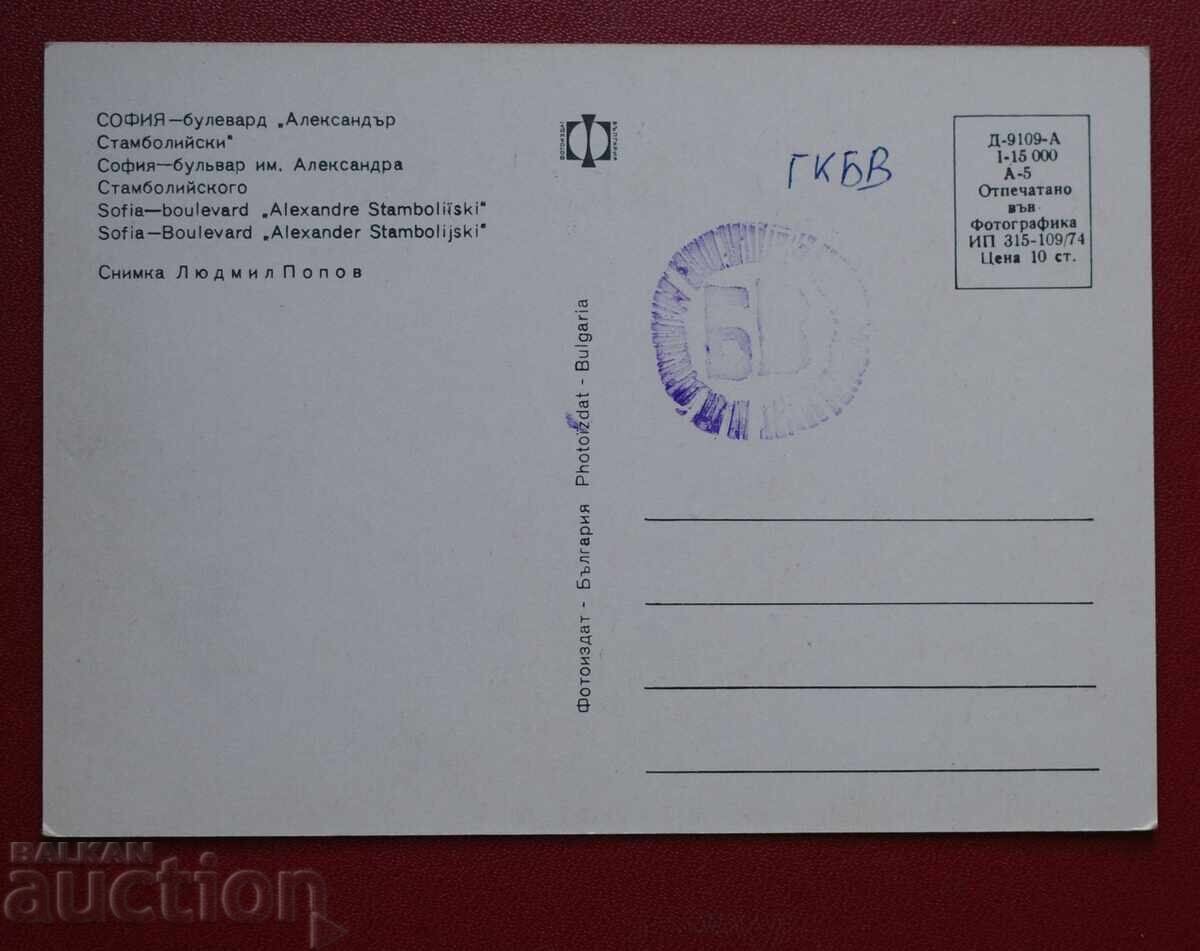 СОФИЯ—булевард „Александър
Стамболийски"
София—бульвар им. Александра
Стамболийского
Sofia—boulevard „Alexandre Stamboliïski"
Sofia—Boulevard „Alexander Stambolijski"
Снимка Людмил Попов
ФОТОИЗДАТ
БЪЛГАРИЯ
Фотоиздат - България Photoizdat - Bulgaria
ГКБВ
БВ
Д-9109-А
I-15 000
А-5
Отпечатано
във
Фотографика
ИП 315-109/74
Цена 10 ст.
BALKAN
auction